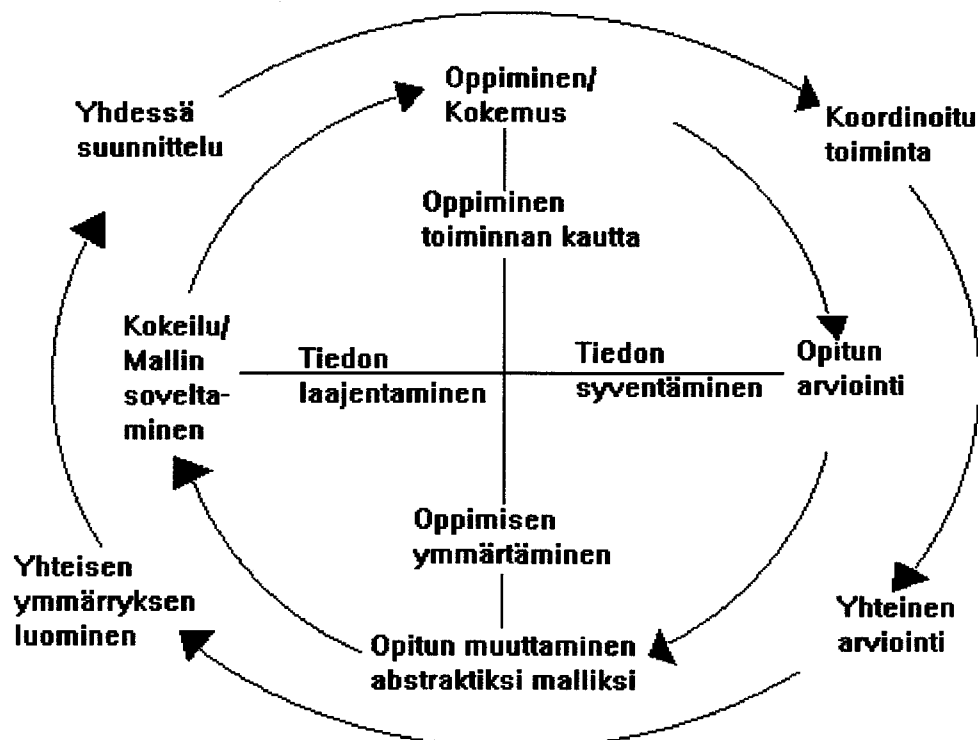 Oppiminen/
Kokemus
Yhdessä
suunnittelu
Koordinoitu
toiminta
Oppiminen
toiminnan kautta
Kokeilu/
Mallin
sovelta-
minen
Tiedon
laajentaminen
Tiedon
syventäminen
Opitun
arviointi
Oppimisen
ymmärtäminen
Yhteisen
ymmärryksen
luominen
Yhteinen
arviointi
Opitun muuttaminen
abstraktiksi malliksi